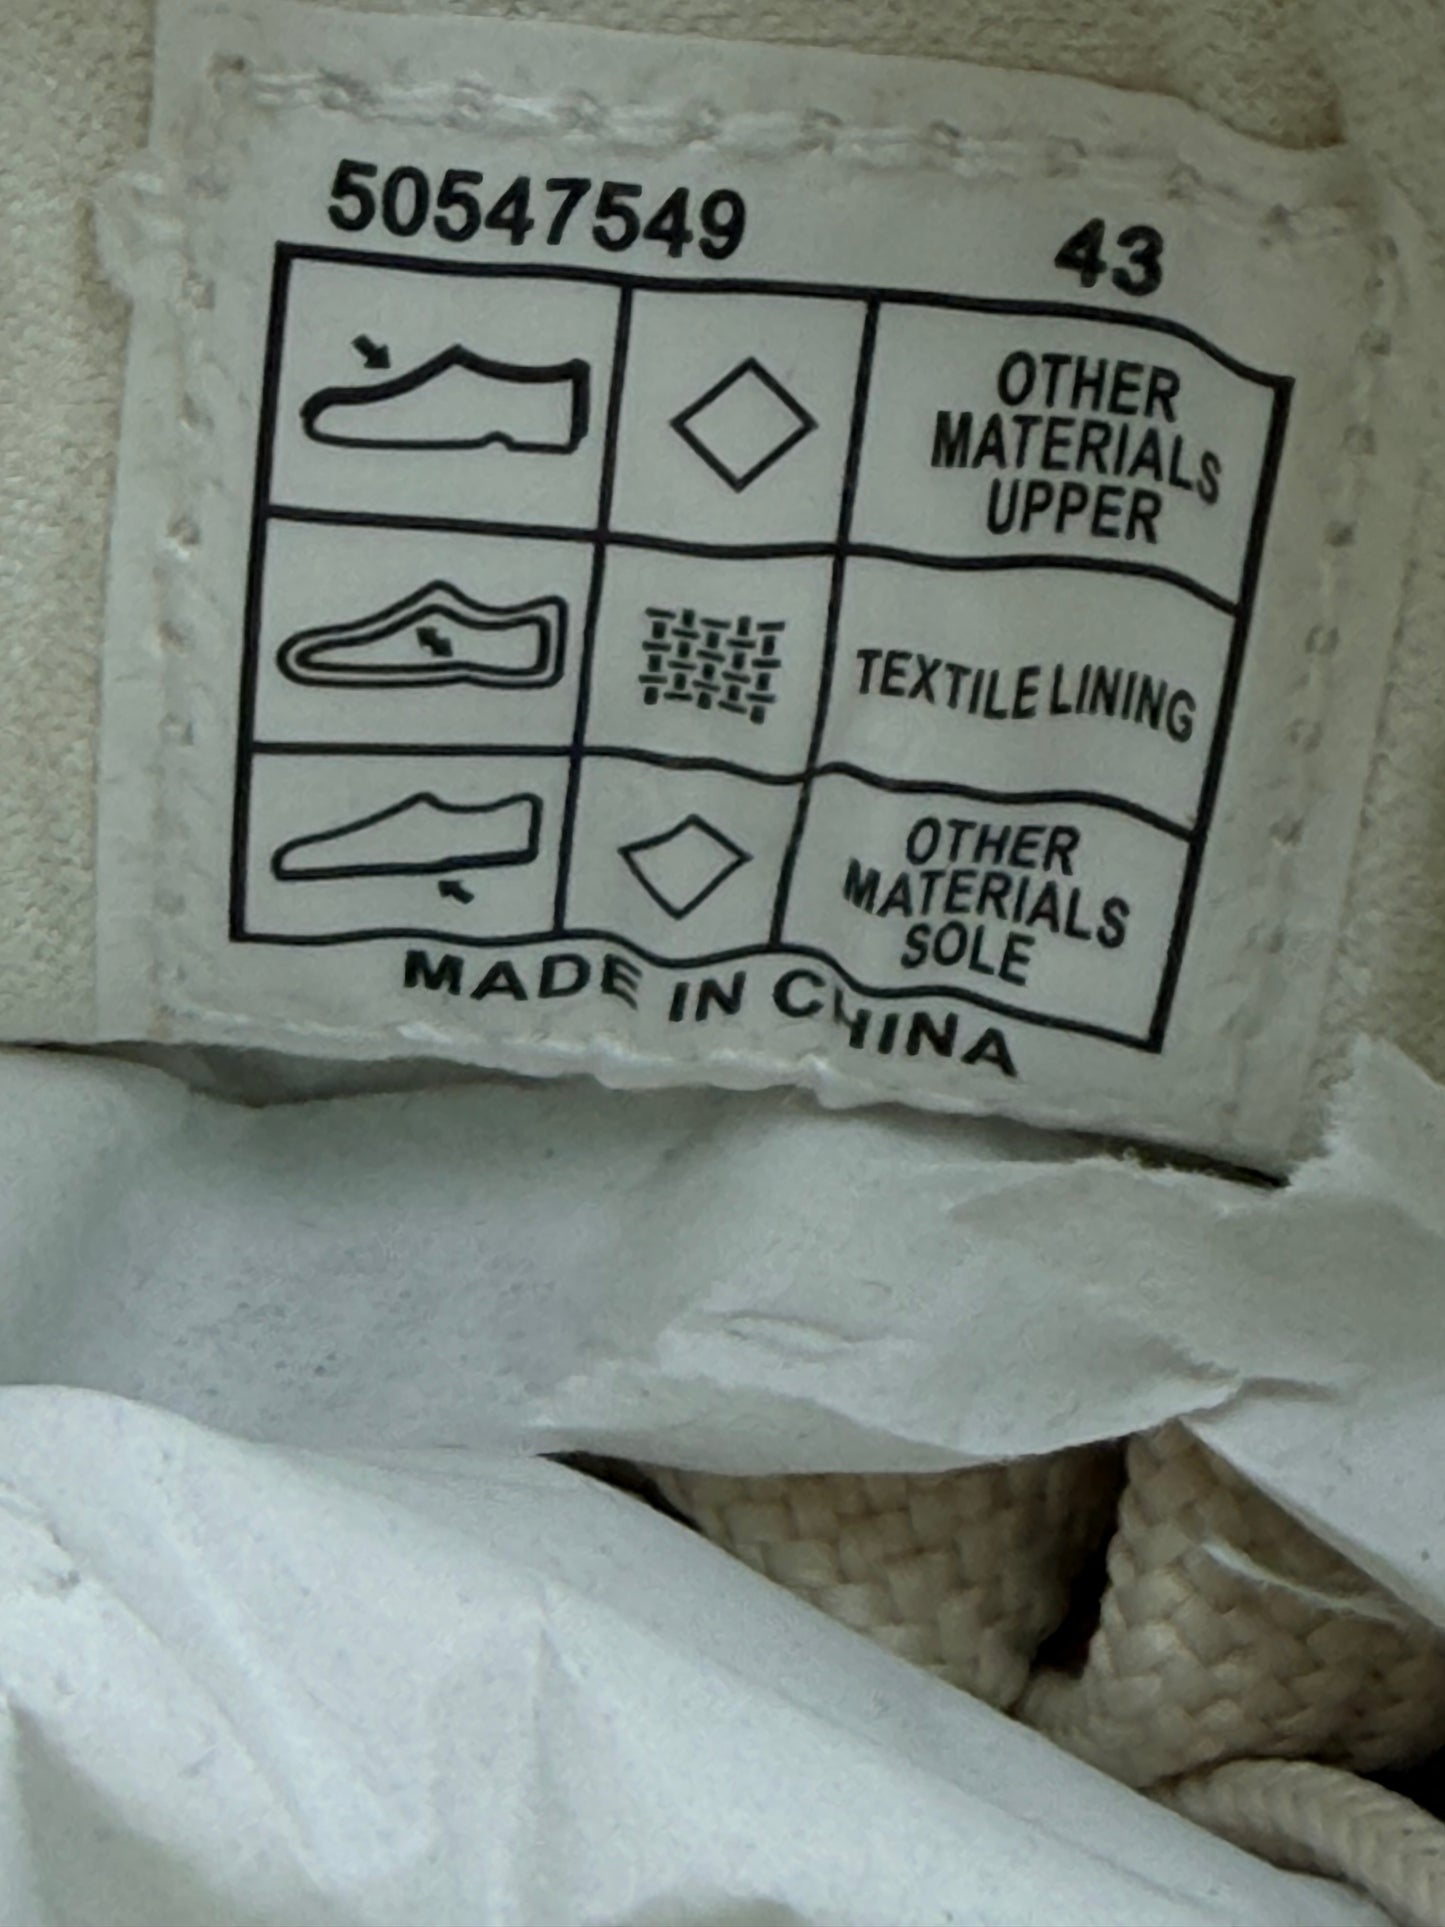 50547549 43
OTHER
MATERIALS
UPPER
TEXTILE LINING
OTHER
MATERIALS
SOLE
MADE IN CHINA